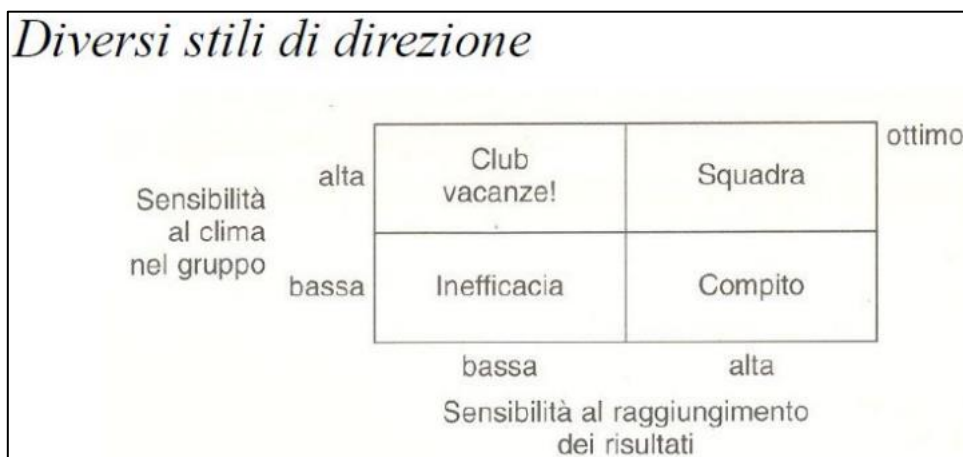 Diversi stili di direzione
ottimo
Club
vacanze!
Squadra
alta
Sensibilità
al clima
nel gruppo
bassa
Inefficacia
Compito
bassa
alta
Sensibilità al raggiungimento
dei risultati